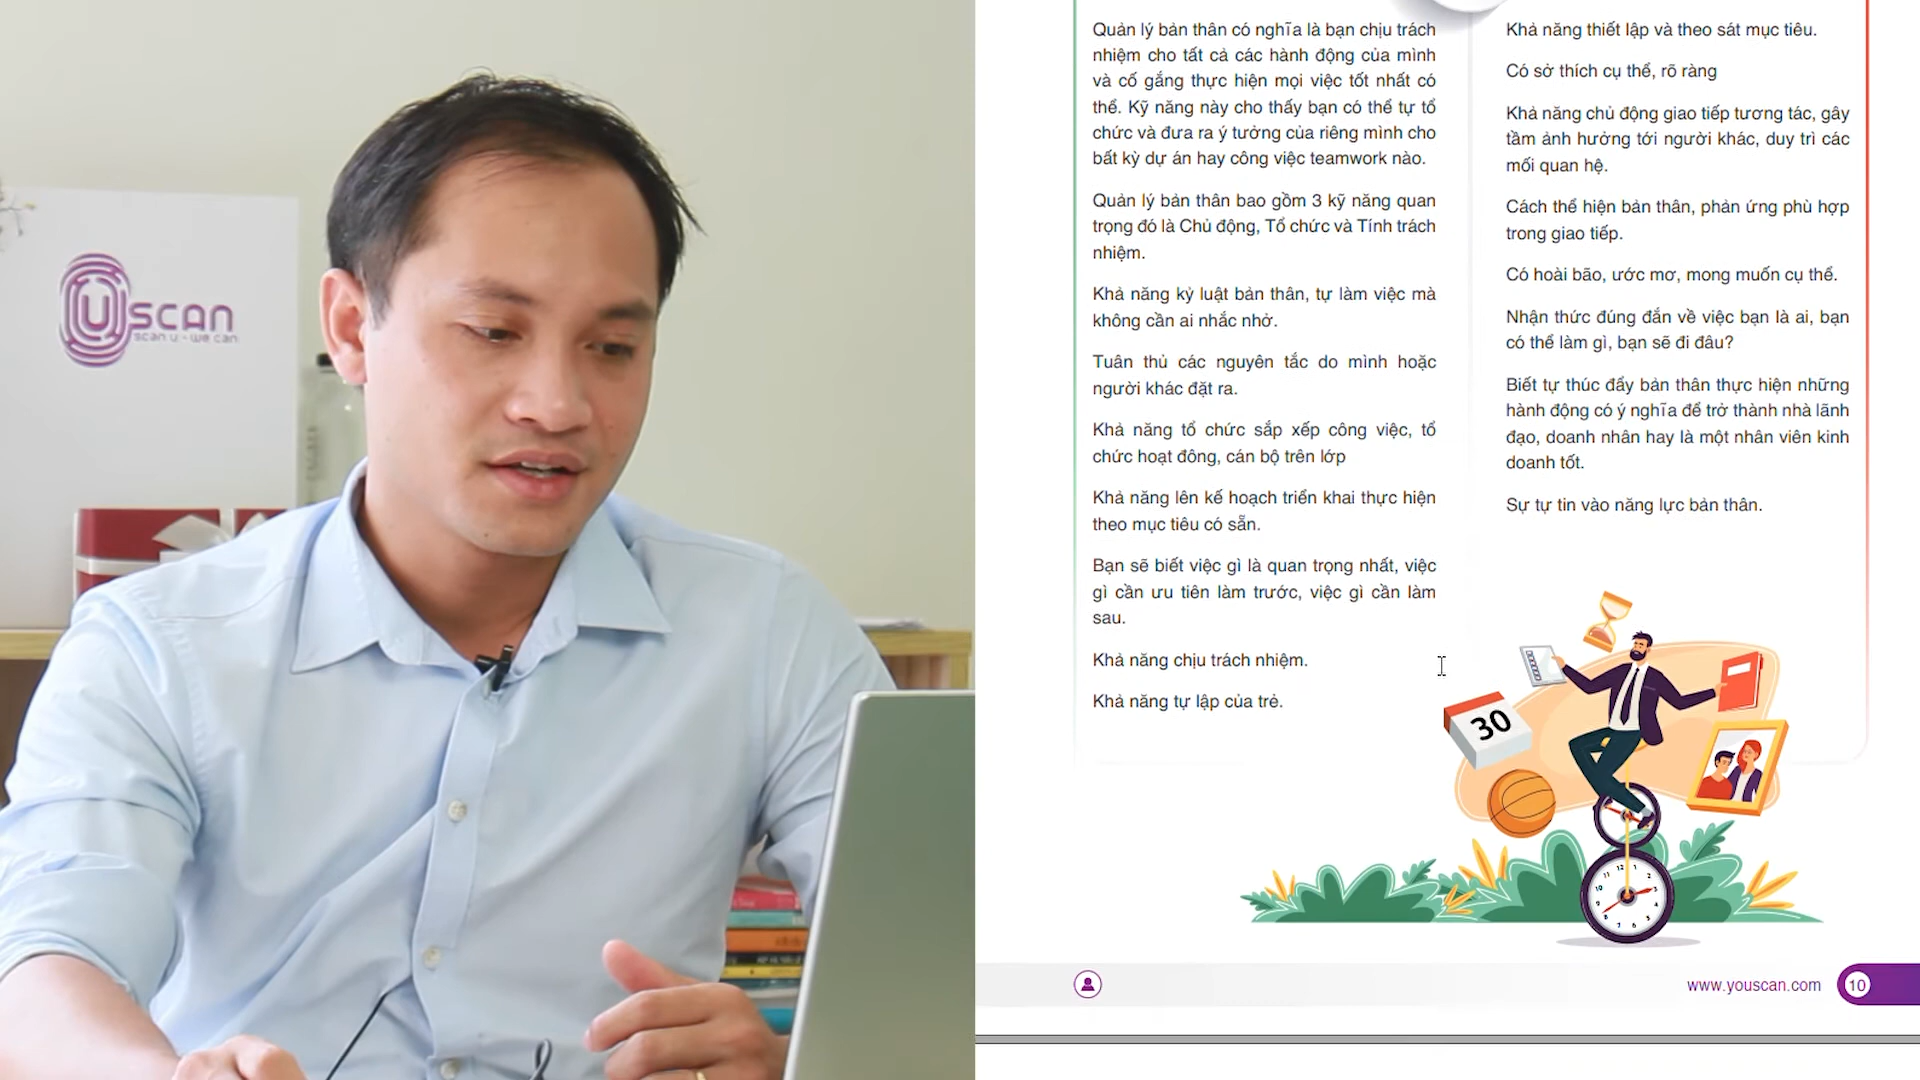 Uscan
scan u - we can
Quản lý bản thân có nghĩa là bạn chịu trách
nhiệm cho tất cả các hành động của mình
và cố gắng thực hiện mọi việc tốt nhất có
thể. Kỹ năng này cho thấy bạn có thể tự tổ
chức và đưa ra ý tưởng của riêng mình cho
bất kỳ dự án hay công việc teamwork nào.
Quản lý bản thân bao gồm 3 kỹ năng quan
trọng đó là Chủ động, Tổ chức và Tính trách
nhiệm.
Khả năng kỷ luật bản thân, tự làm việc mà
không cần ai nhắc nhở.
Tuân thủ các nguyên tắc do mình hoặc
người khác đặt ra.
Khả năng tổ chức sắp xếp công việc, tổ
chức hoạt đông, cán bộ trên lớp
Khả năng lên kế hoạch triển khai thực hiện
theo mục tiêu có sẵn.
Bạn sẽ biết việc gì là quan trọng nhất, việc
gì cần ưu tiên làm trước, việc gì cần làm
sau.
Khả năng chịu trách nhiệm.
Khả năng tự lập của trẻ.
Khả năng thiết lập và theo sát mục tiêu.
Có sở thích cụ thể, rõ ràng
Khả năng chủ động giao tiếp tương tác, gây
tầm ảnh hưởng tới người khác, duy trì các
mối quan hệ.
Cách thể hiện bản thân, phản ứng phù hợp
trong giao tiếp.
Có hoài bão, ước mơ, mong muốn cụ thể.
Nhận thức đúng đắn về việc bạn là ai, bạn
có thể làm gì, bạn sẽ đi đâu?
Biết tự thúc đẩy bản thân thực hiện những
hành động có ý nghĩa để trở thành nhà lãnh
đạo, doanh nhân hay là một nhân viên kinh
doanh tốt.
Sự tự tin vào năng lực bản thân.
30
www.youscan.com
10